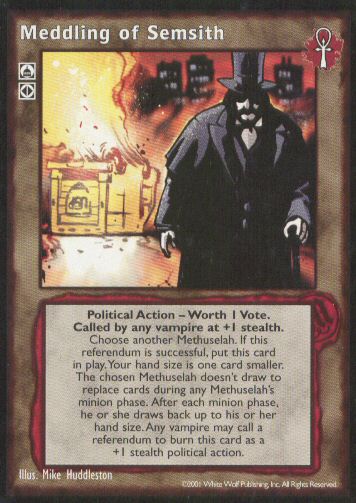 Meddling of Semsith
Political Action – Worth 1 Vote.
Called by any vampire at +1 stealth.
Choose another Methuselah. If this
referendum is successful, put this card
in play. Your hand size is one card smaller.
The chosen Methuselah doesn't draw to
replace cards during any Methuselah's
minion phase. After each minion phase,
he or she draws back up to his or her
hand size. Any vampire may call a
referendum to burn this card as a
+1 stealth political action.
Illus. Mike Huddleston
©2001 White Wolf Publishing, Inc. All Rights Reserved.